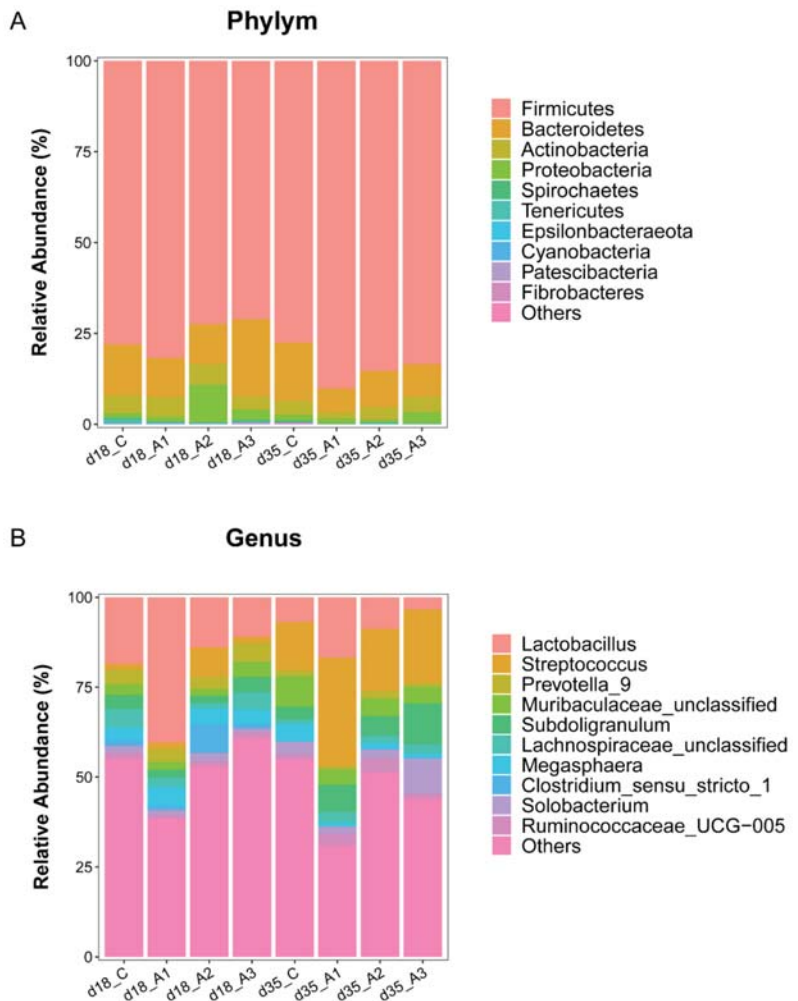 A
Phylym
Relative Abundance (%)
100
75
50
25
0
d18_C
d18_A1
d18_A2
d18_A3
d35_C
d35_A1
d35_A2
d35_A3
Firmicutes
Bacteroidetes
Actinobacteria
Proteobacteria
Spirochaetes
Tenericutes
Epsilonbacteraeota
Cyanobacteria
Patescibacteria
Fibrobacteres
Others
B
Genus
Relative Abundance (%)
100
75
50
25
0
d18_C
d18_A1
d18_A2
d18_A3
d35_C
d35_A1
d35_A2
d35_A3
Lactobacillus
Streptococcus
Prevotella_9
Muribaculaceae_unclassified
Subdoligranulum
Lachnospiraceae_unclassified
Megasphaera
Clostridium_sensu_stricto_1
Solobacterium
Ruminococcaceae_UCG−005
Others